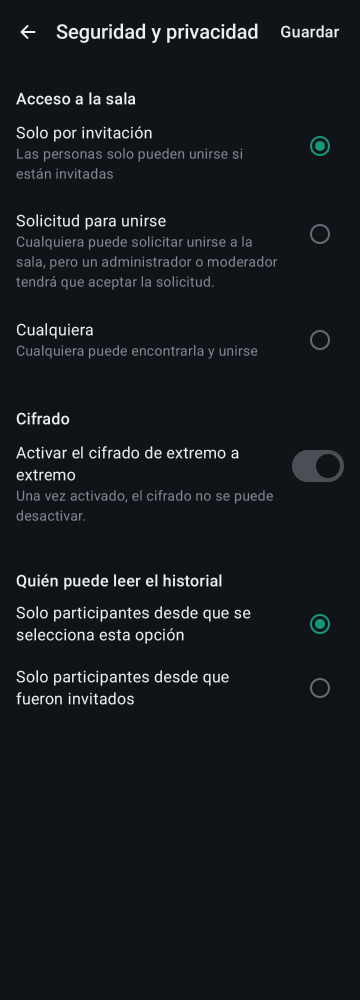 Seguridad y privacidad
Guardar
Acceso a la sala
Solo por invitación
Las personas solo pueden unirse si
están invitadas
Solicitud para unirse
Cualquiera puede solicitar unirse a la
sala, pero un administrador o moderador
tendrá que aceptar la solicitud.
Cualquiera
Cualquiera puede encontrarla y unirse
Cifrado
Activar el cifrado de extremo a
extremo
Una vez activado, el cifrado no se puede
desactivar.
Quién puede leer el historial
Solo participantes desde que se
selecciona esta opción
Solo participantes desde que
fueron invitados